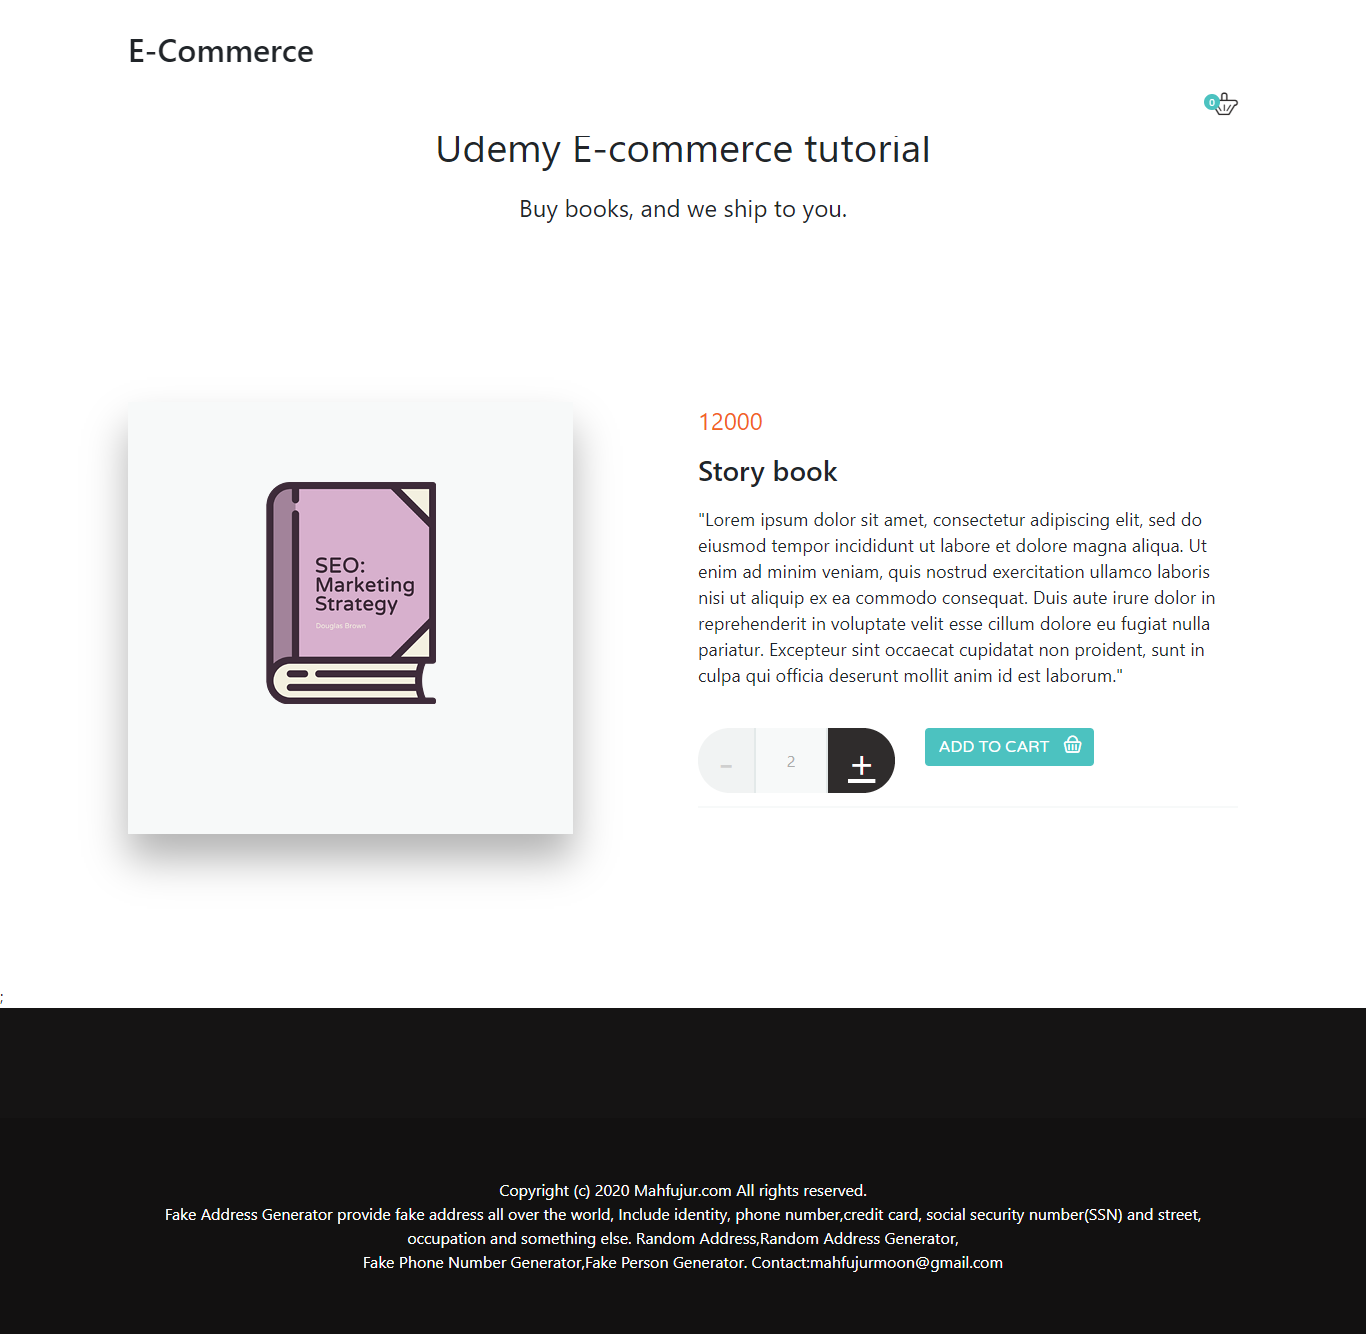 E-Commerce
0
Udemy E-commerce tutorial
Buy books, and we ship to you.
SEO:
Marketing
Strategy
Douglas Brown
12000
Story book
"Lorem ipsum dolor sit amet, consectetur adipiscing elit, sed do
eiusmod tempor incididunt ut labore et dolore magna aliqua. Ut
enim ad minim veniam, quis nostrud exercitation ullamco laboris
nisi ut aliquip ex ea commodo consequat. Duis aute irure dolor in
reprehenderit in voluptate velit esse cillum dolore eu fugiat nulla
pariatur. Excepteur sint occaecat cupidatat non proident, sunt in
culpa qui officia deserunt mollit anim id est laborum."
- 2 + ADD TO CART
;
Copyright (c) 2020 Mahfujur.com All rights reserved.
Fake Address Generator provide fake address all over the world, Include identity, phone number,credit card, social security number(SSN) and street,
occupation and something else. Random Address,Random Address Generator,
Fake Phone Number Generator,Fake Person Generator. Contact:mahfujurmoon@gmail.com